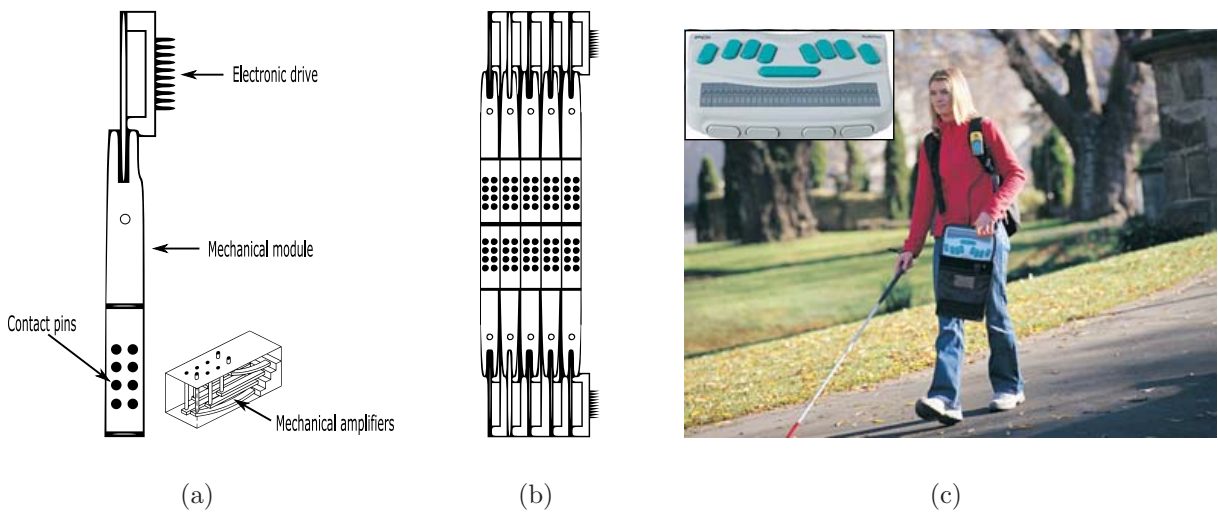 Electronic drive
Mechanical module
Contact pins
Mechanical amplifiers
(a)
(b)
(c)